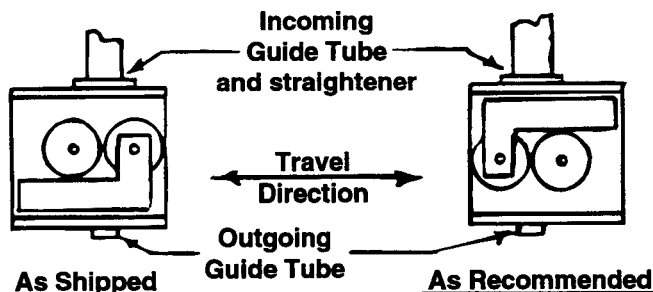 Incoming
Guide Tube
and straightener
Travel
Direction
Outgoing
Guide Tube
As Shipped
As Recommended